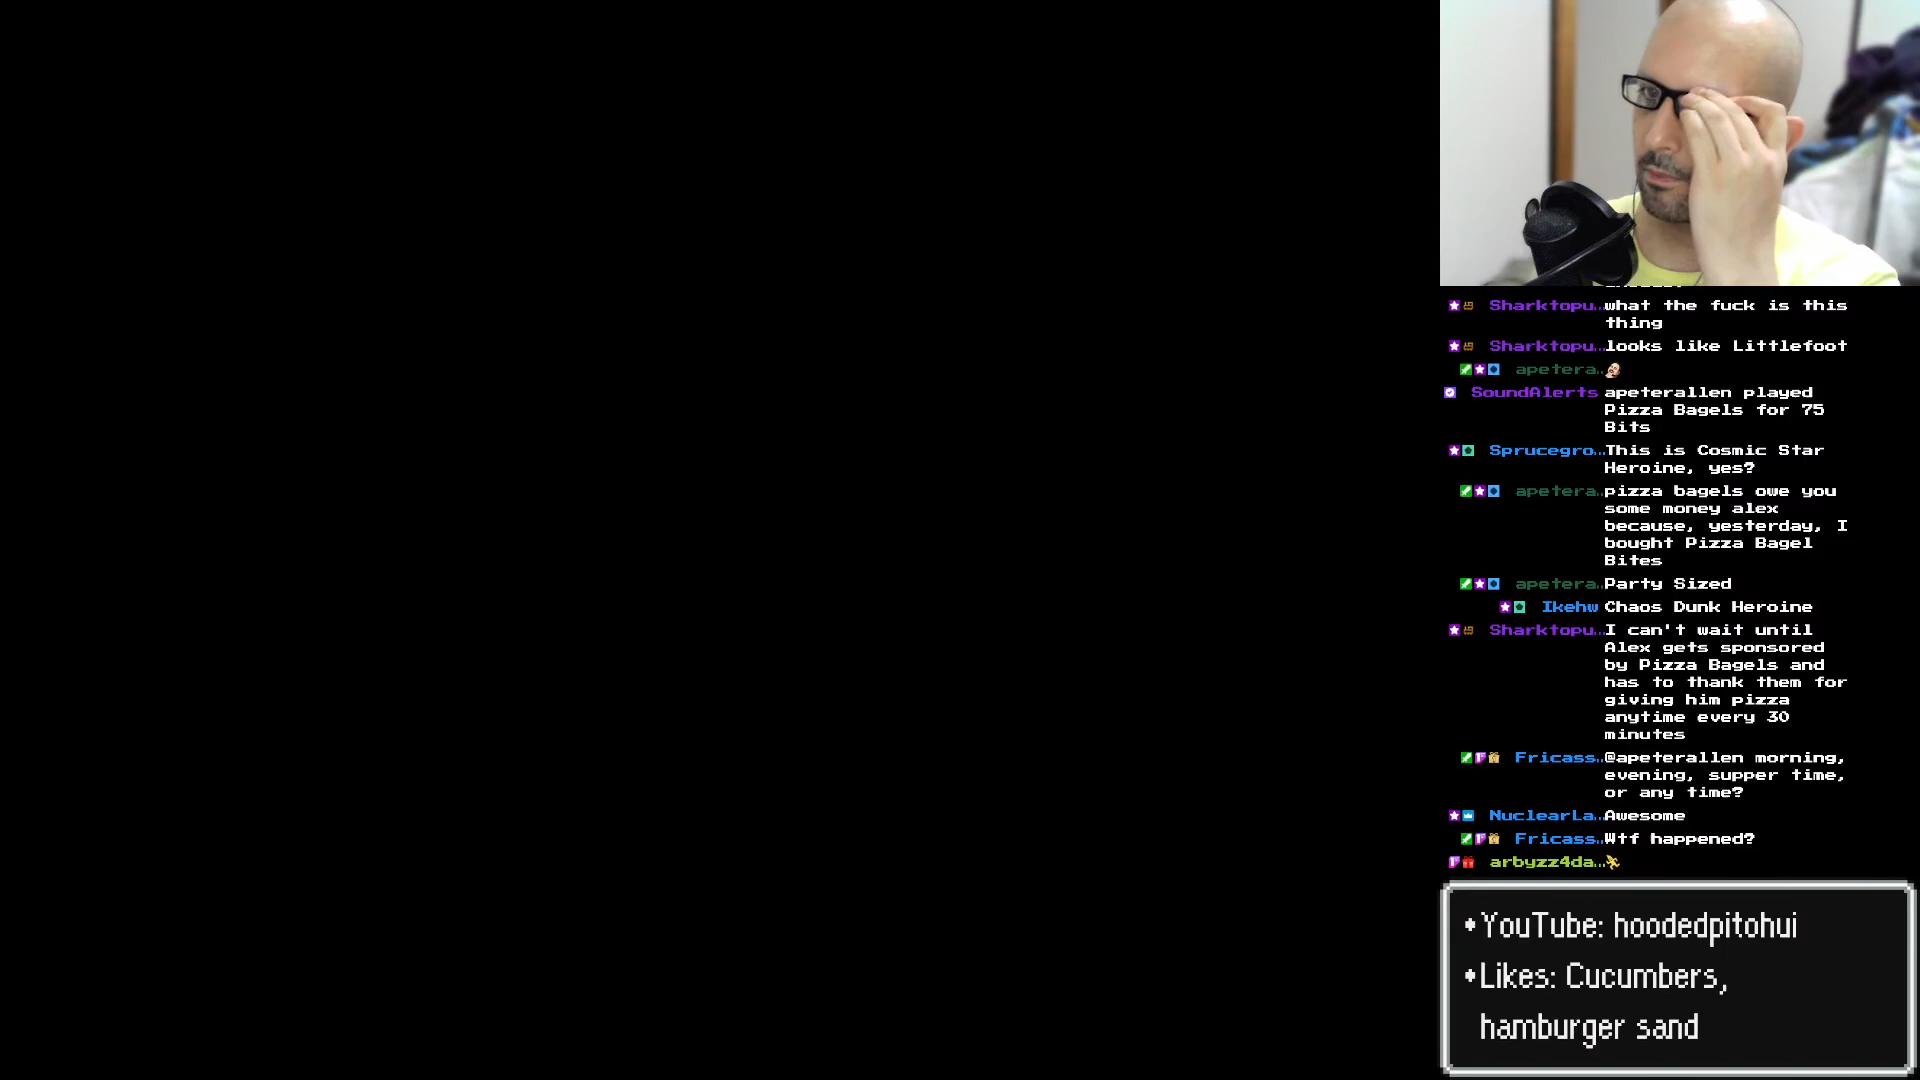 Sharktopu..what the fuck is this
thing
Sharktopu..looks like Littlefoot
apetera..
SoundAlerts apeterallen played
Pizza Bagels for 75
Bits
Sprucegro..This is Cosmic Star
Heroine, yes?
apetera..pizza bagels owe you
some money alex
because, yesterday, I
bought Pizza Bagel
Bites
apetera..Party Sized
Ikehw Chaos Dunk Heroine
Sharktopu..I can't wait until
Alex gets sponsored
by Pizza Bagels and
has to thank them for
giving him pizza
anytime every 30
minutes
Fricass..@apeterallen morning,
evening, supper time,
or any time?
NuclearLa..Awesome
Fricass..Wtf happened?
arbyzz4da..
•YouTube: hoodedpitohui
•Likes: Cucumbers,
hamburger sand